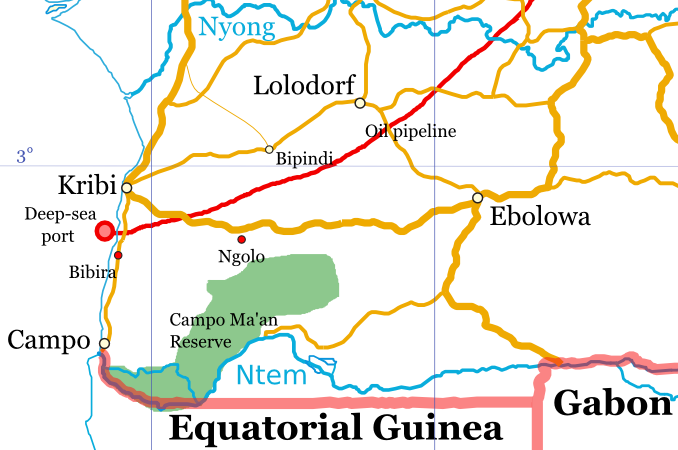 Nyong
Lolodorf
Oil pipeline
3°
Bipindi
Kribi
Deep-sea
port
Ebolowa
Ngolo
Bibira
Campo Ma'an
Reserve
Campo
Ntem
Gabon
Equatorial Guinea